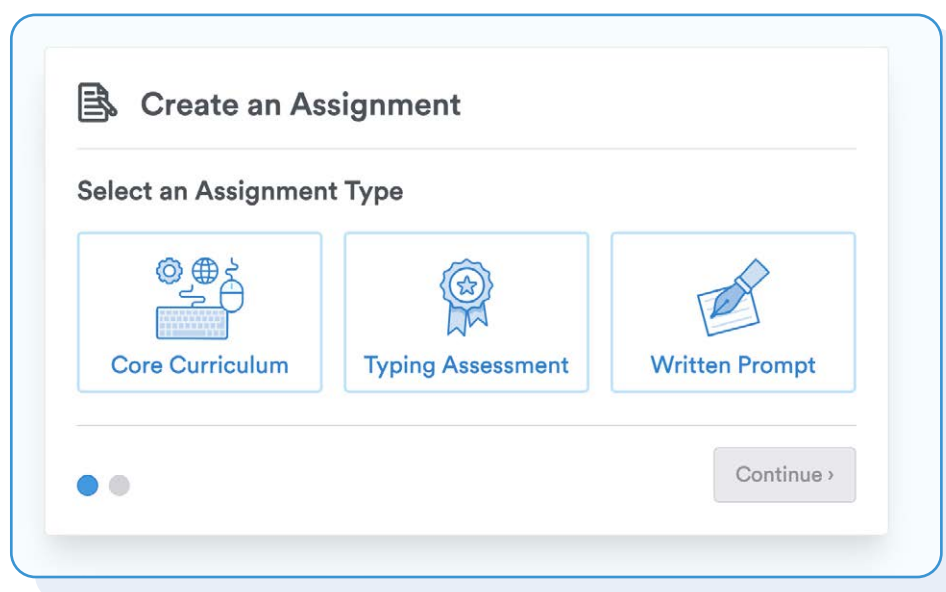 Create an Assignment
Select an Assignment Type
Core Curriculum
Typing Assessment
Written Prompt
Continue ›